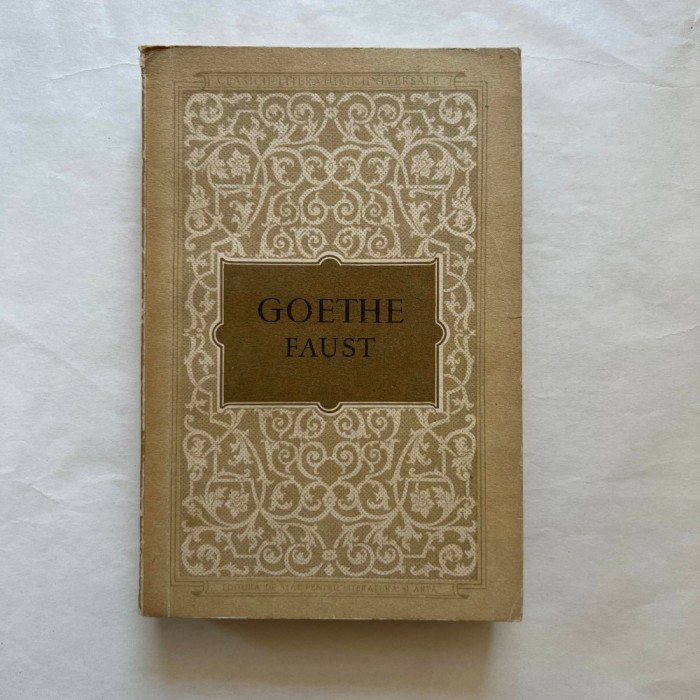 CLASICII LITERATURII UNIVERSALE
GOETHE
FAUST
EDITURA DE STAT PENTRU LITERATURĂ ȘI ARTĂ